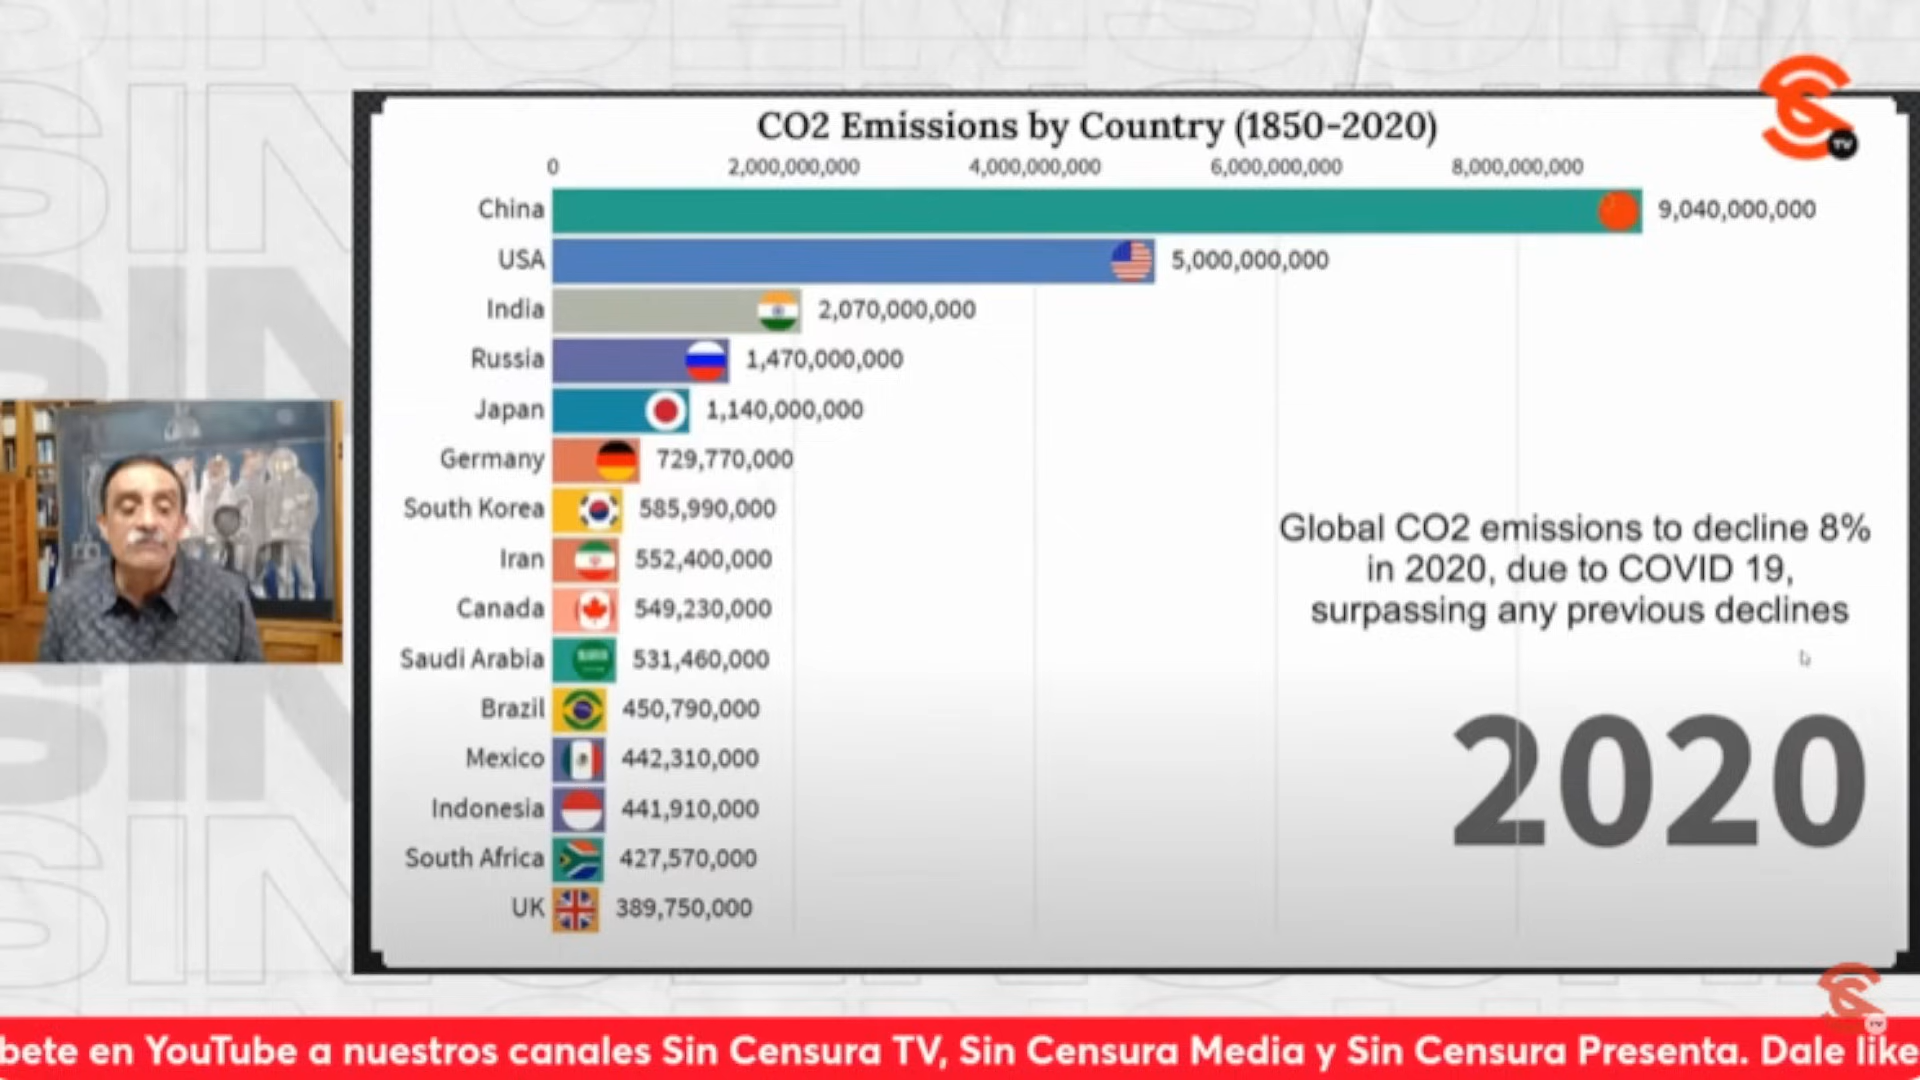 CO2 Emissions by Country (1850-2020)
0 2,000,000,000 4,000,000,000 6,000,000,000 8,000,000,000
China 9,040,000,000
USA 5,000,000,000
India 2,070,000,000
Russia 1,470,000,000
Japan 1,140,000,000
Germany 729,770,000
South Korea 585,990,000
Iran 552,400,000
Canada 549,230,000
Saudi Arabia 531,460,000
Brazil 450,790,000
Mexico 442,310,000
Indonesia 441,910,000
South Africa 427,570,000
UK 389,750,000
Global CO2 emissions to decline 8%
in 2020, due to COVID 19,
surpassing any previous declines
2020
TV
SIN
SIN
SIN
SIN
bete en YouTube a nuestros canales Sin Censura TV, Sin Censura Media y Sin Censura Presenta. Dale like